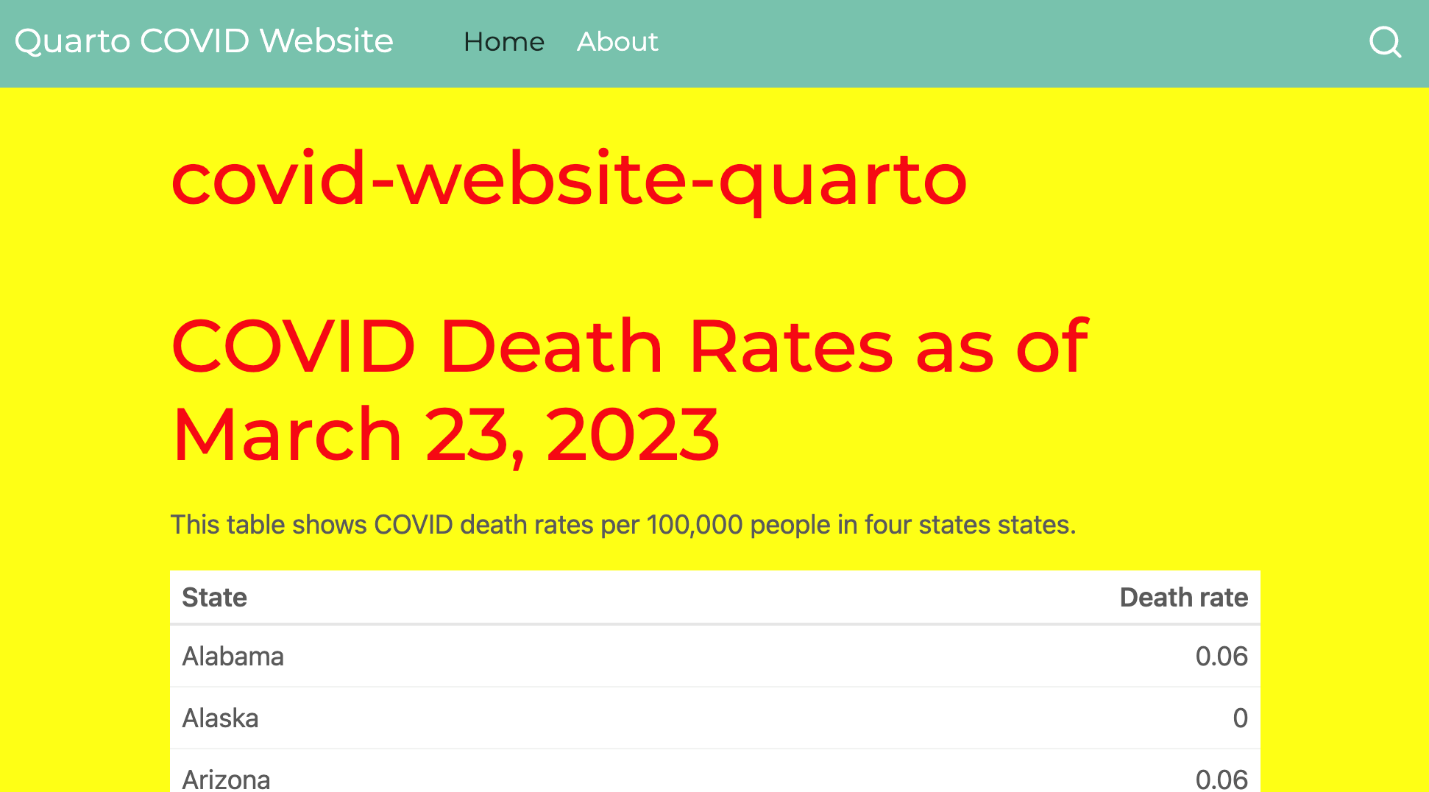 Quarto COVID Website Home About
covid-website-quarto
COVID Death Rates as of
March 23, 2023
This table shows COVID death rates per 100,000 people in four states states.
State Death rate
Alabama 0.06
Alaska 0
Arizona 0.06